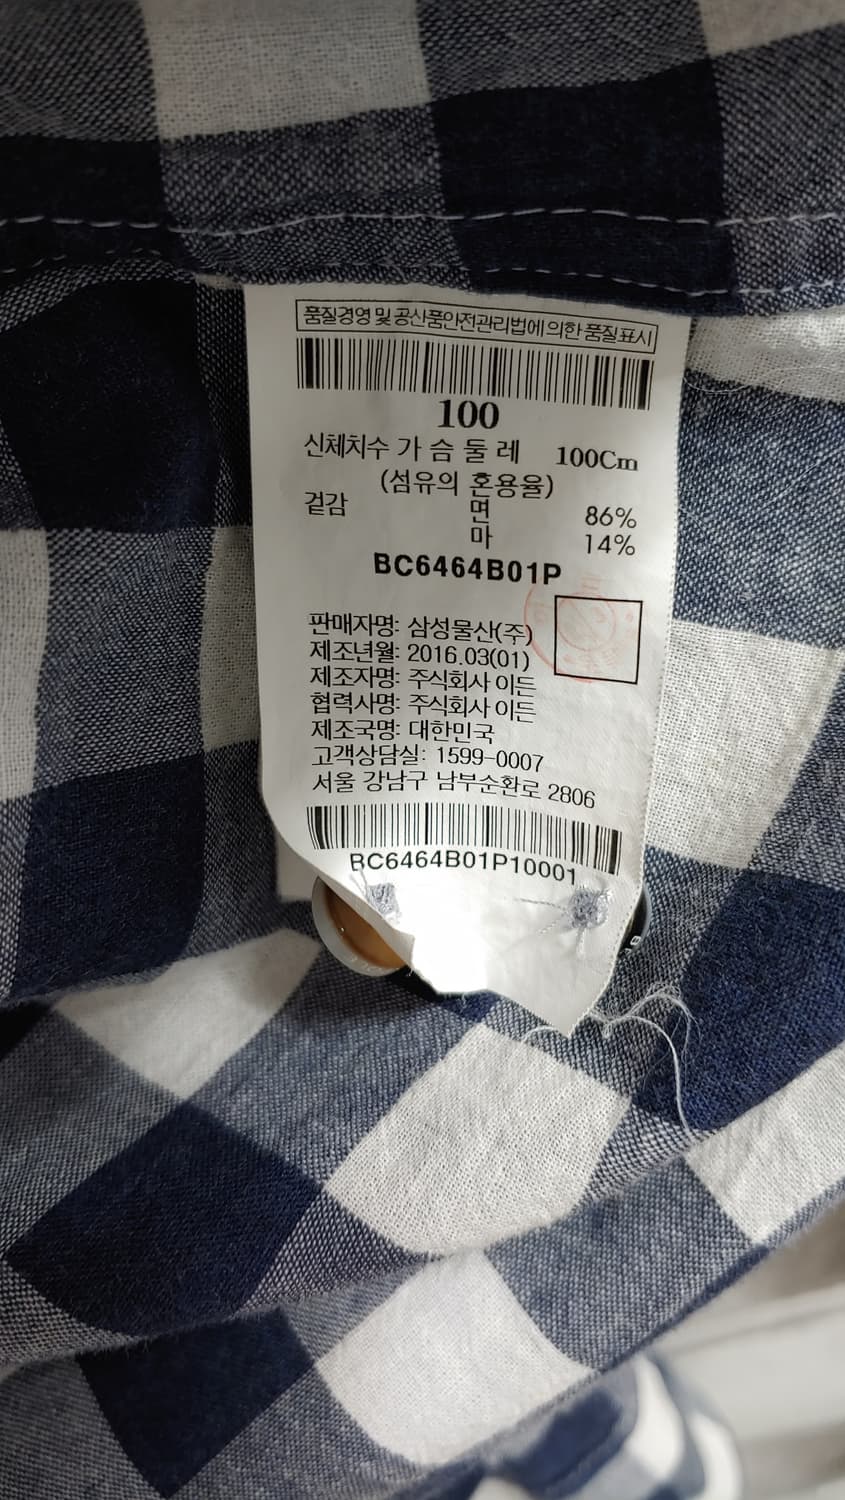 품질경영 및 공산품안전관리법에 의한 품질표시
100
신체치수 가 슴 둘 레 100Cm
(섬유의 혼용율)
겉감 면 86%
마 14%
BC6464B01P
판매자명: 삼성물산(주)
제조년월: 2016.03(01)
제조자명: 주식회사 이든
협력사명: 주식회사 이든
제조국명: 대한민국
고객상담실: 1599-0007
서울 강남구 남부순환로 2806
BC6464B01P10001